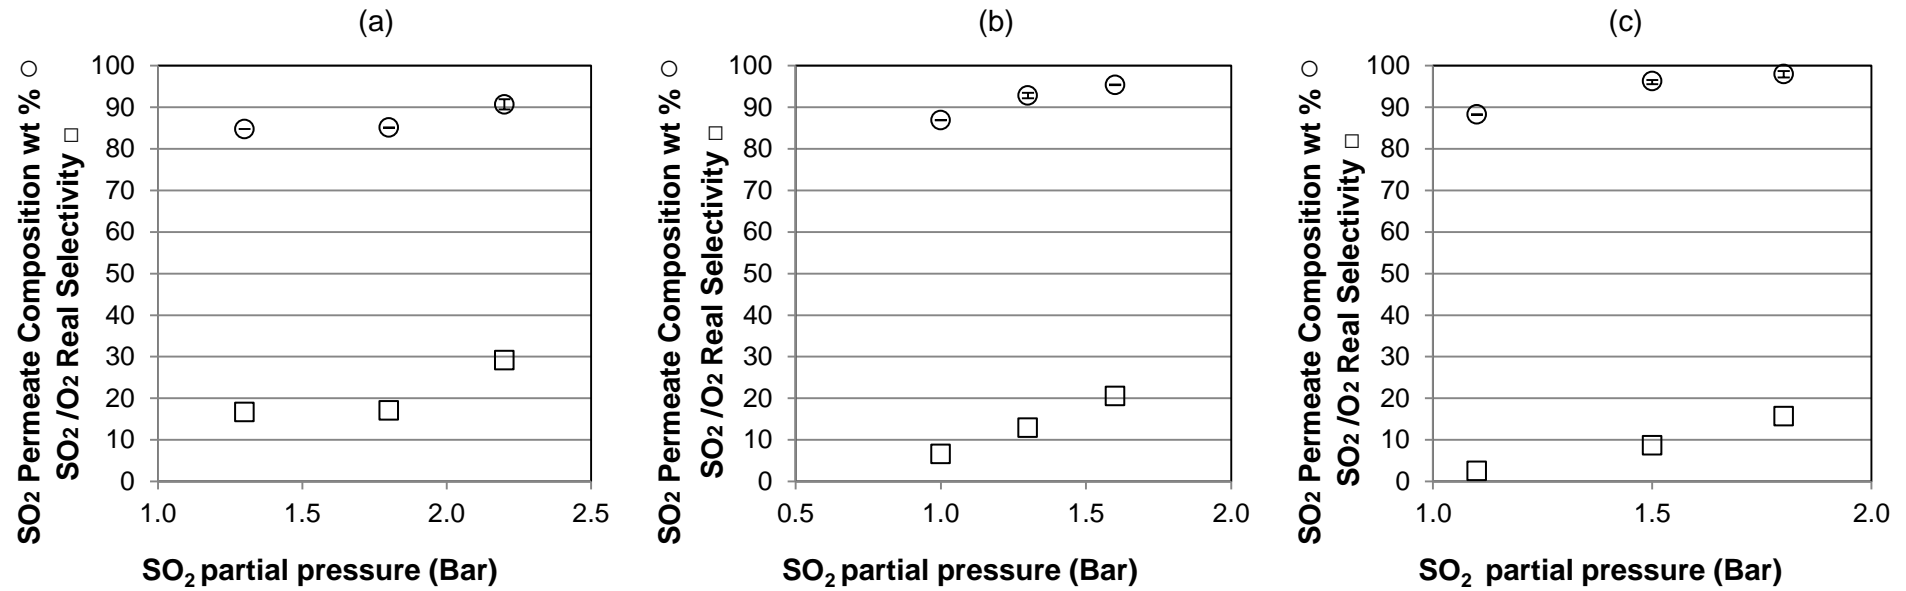 (a)
SO2 Permeate Composition wt % ○
SO2 /O2 Real Selectivity □
100
90
80
70
60
50
40
30
20
10
0
1.0 1.5 2.0 2.5
SO2 partial pressure (Bar)
(b)
SO2 Permeate Composition wt % ○
SO2 /O2 Real Selectivity □
100
90
80
70
60
50
40
30
20
10
0
0.5 1.0 1.5 2.0
SO2 partial pressure (Bar)
(c)
SO2 Permeate Composition wt % ○
SO2 /O2 Real Selectivity □
100
90
80
70
60
50
40
30
20
10
0
1.0 1.5 2.0
SO2 partial pressure (Bar)